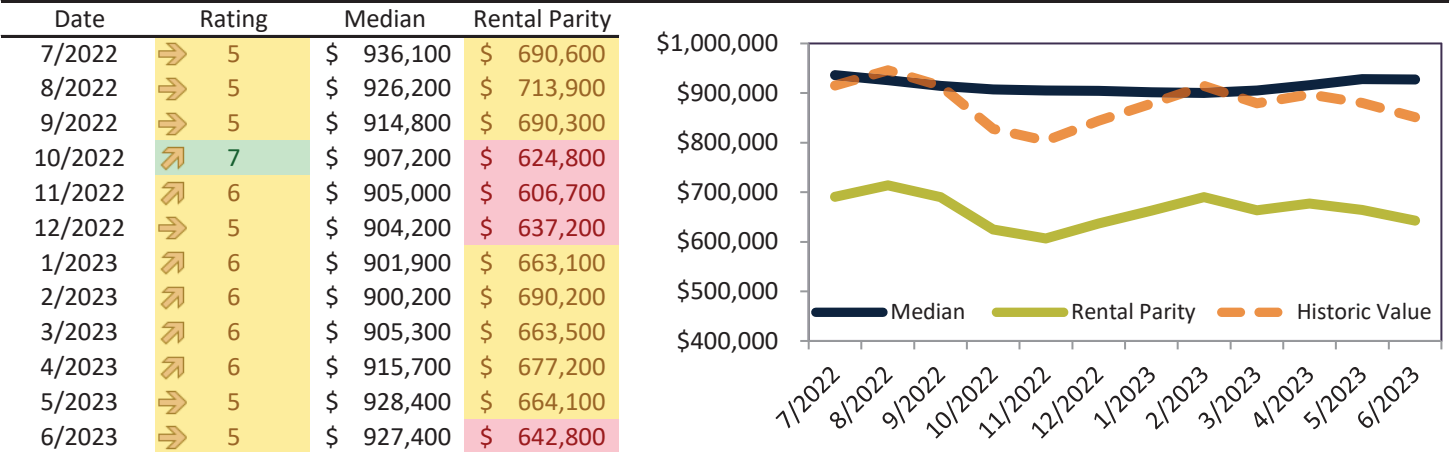 Date Rating Median Rental Parity
7/2022 5 $ 936,100 $ 690,600
8/2022 5 $ 926,200 $ 713,900
9/2022 5 $ 914,800 $ 690,300
10/2022 7 $ 907,200 $ 624,800
11/2022 6 $ 905,000 $ 606,700
12/2022 5 $ 904,200 $ 637,200
1/2023 6 $ 901,900 $ 663,100
2/2023 6 $ 900,200 $ 690,200
3/2023 6 $ 905,300 $ 663,500
4/2023 6 $ 915,700 $ 677,200
5/2023 5 $ 928,400 $ 664,100
6/2023 5 $ 927,400 $ 642,800
$1,000,000
$900,000
$800,000
$700,000
$600,000
$500,000
$400,000
Median Rental Parity Historic Value
7/2022 8/2022 9/2022 10/2022 11/2022 12/2022 1/2023 2/2023 3/2023 4/2023 5/2023 6/2023